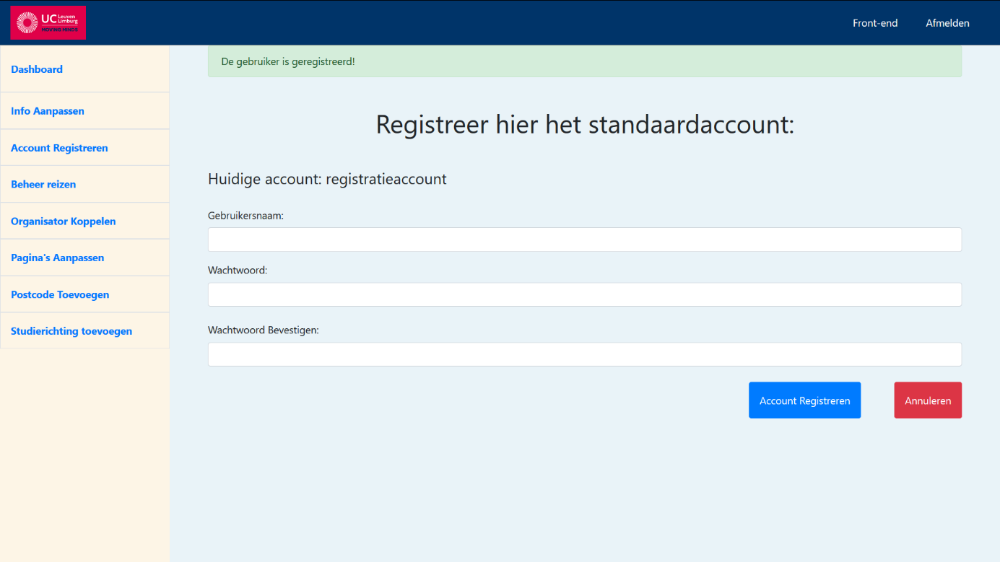 UC Leuven
Limburg
MOVING MINDS
Front-end
Afmelden
Dashboard
Info Aanpassen
Account Registreren
Beheer reizen
Organisator Koppelen
Pagina's Aanpassen
Postcode Toevoegen
Studierichting toevoegen
De gebruiker is geregistreerd!
Registreer hier het standaardaccount:
Huidige account: registratieaccount
Gebruikersnaam:
Wachtwoord:
Wachtwoord Bevestigen:
Account Registreren
Annuleren